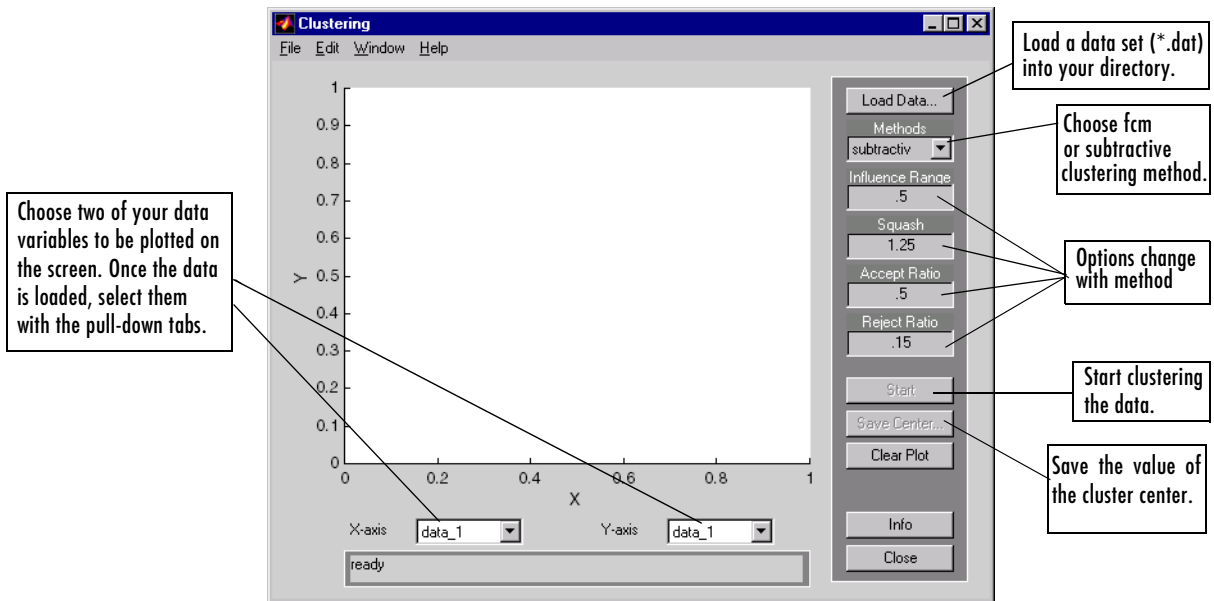 Clustering
File Edit Window Help
Load a data set (*.dat)
into your directory.
Load Data...
Methods
subtractiv
Choose fcm
or subtractive
clustering method.
Influence Range
.5
Squash
1.25
Accept Ratio
.5
Reject Ratio
.15
Options change
with method
Choose two of your data
variables to be plotted on
the screen. Once the data
is loaded, select them
with the pull-down tabs.
1
0.9
0.8
0.7
0.6
0.5
0.4
0.3
0.2
0.1
0
Y
0 0.2 0.4 0.6 0.8 1
X
Start
Start clustering
the data.
Save Center...
Save the value of
the cluster center.
Clear Plot
X-axis data_1 Y-axis data_1
Info
Close
ready